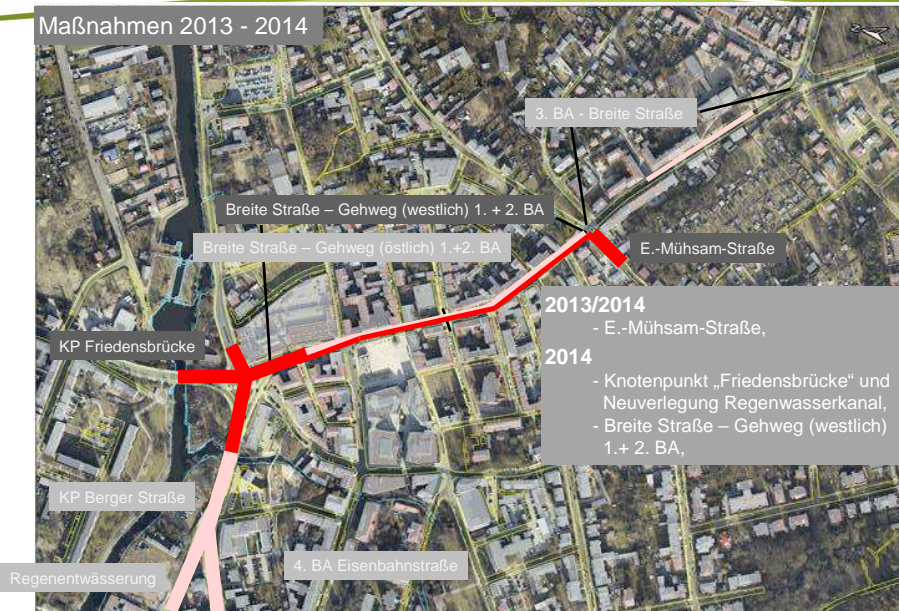 Maßnahmen 2013 - 2014
3. BA - Breite Straße
Breite Straße – Gehweg (westlich) 1. + 2. BA
Breite Straße – Gehweg (östlich) 1.+2. BA
E.-Mühsam-Straße
KP Friedensbrücke
2013/2014
- E.-Mühsam-Straße,
2014
- Knotenpunkt „Friedensbrücke“ und
Neuverlegung Regenwasserkanal,
- Breite Straße – Gehweg (westlich)
1.+ 2. BA,
KP Berger Straße
4. BA Eisenbahnstraße
Regenentwässerung